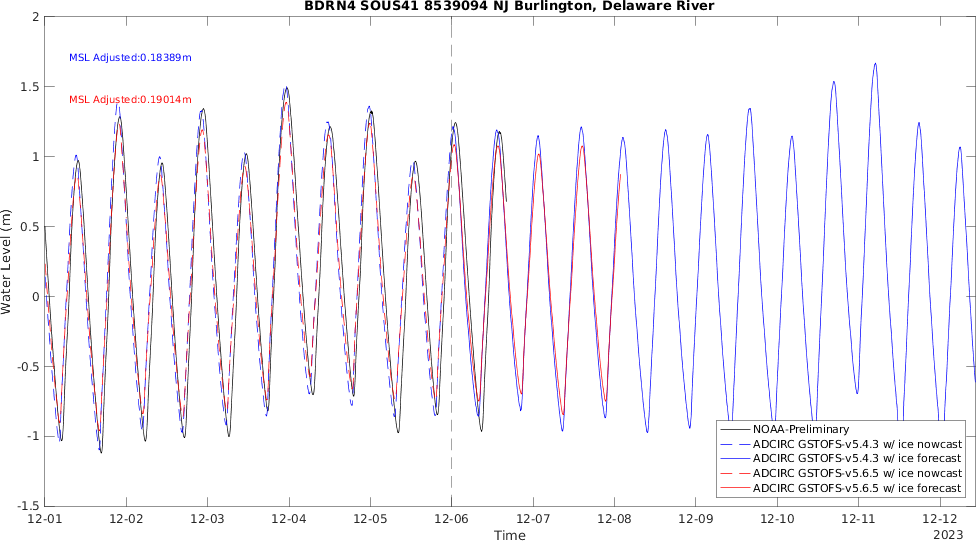 BDRN4 SOUS41 8539094 NJ Burlington, Delaware River
2
MSL Adjusted:0.18389m
1.5
MSL Adjusted:0.19014m
1
0.5
Water Level (m)
0
-0.5
-1
NOAA-Preliminary
ADCIRC GSTOFS-v5.4.3 w/ ice nowcast
ADCIRC GSTOFS-v5.4.3 w/ ice forecast
ADCIRC GSTOFS-v5.6.5 w/ ice nowcast
ADCIRC GSTOFS-v5.6.5 w/ ice forecast
-1.5
12-01 12-02 12-03 12-04 12-05 12-06 12-07 12-08 12-09 12-10 12-11 12-12
Time
2023